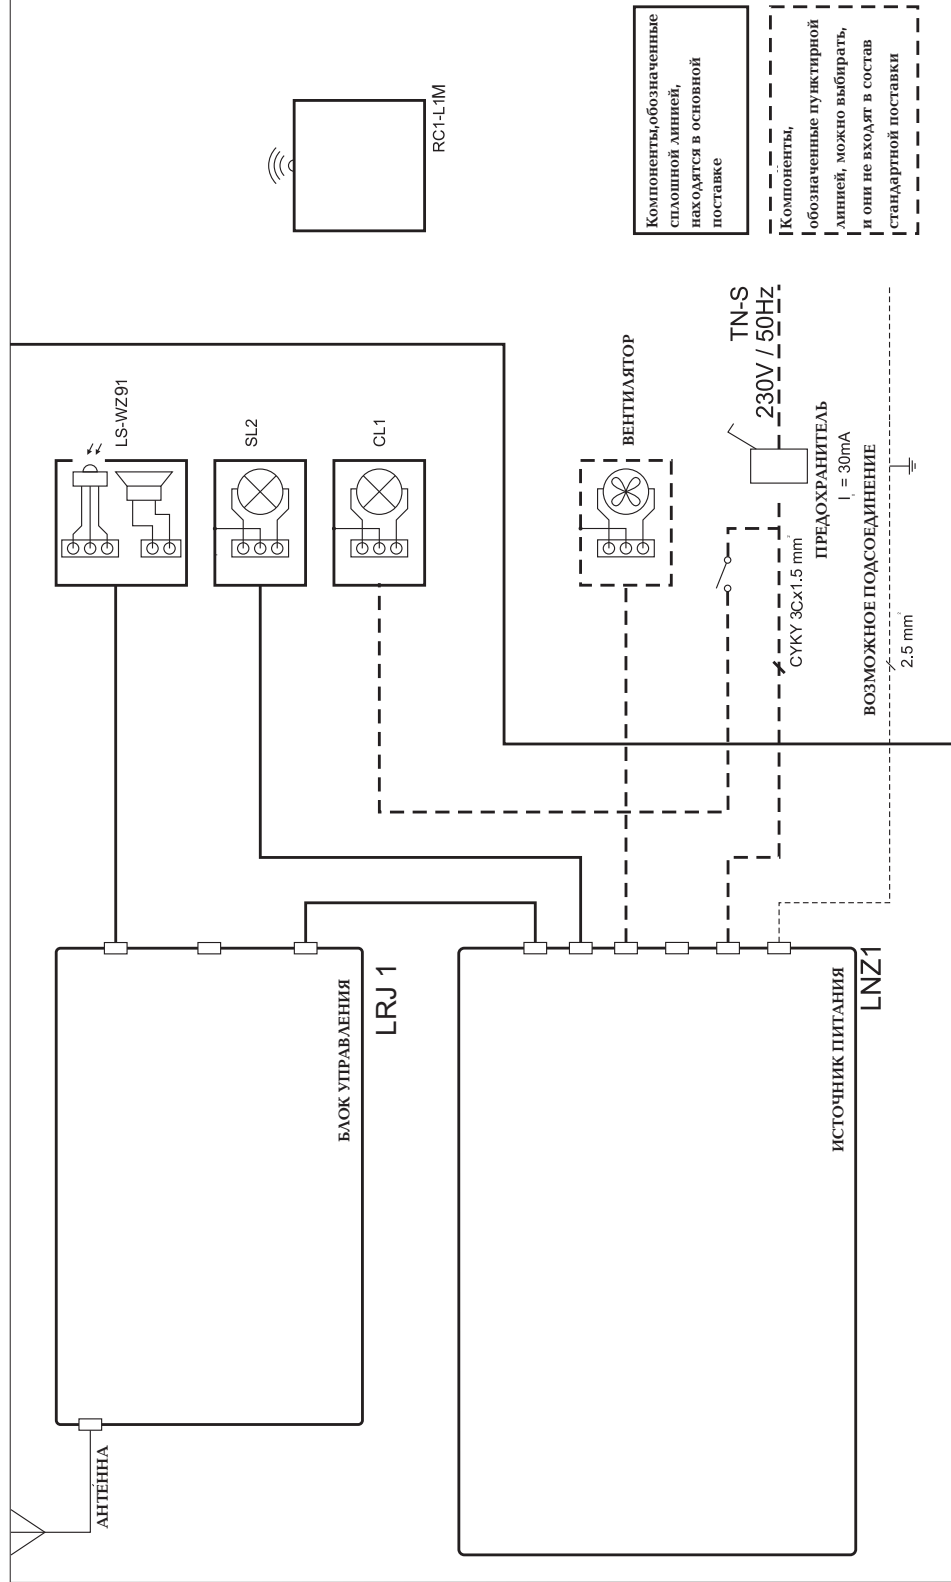 АНТЕННА
БЛОК УПРАВЛЕНИЯ
LRJ 1
ИСТОЧНИК ПИТАНИЯ
LNZ1
LS-WZ91
SL2
CL1
ВЕНТИЛЯТОР
TN-S
230V / 50Hz
ПРЕДОХРАНИТЕЛЬ
I = 30mA
CYKY 3Cx1.5 mm²
ВОЗМОЖНОЕ ПОДСОЕДИНЕНИЕ
2.5 mm²
RC1-L1M
Компоненты,обозначенные
сплошной линией,
находятся в основной
поставке
Компоненты,
обозначенные пунктирной
линией, можно выбирать,
и они не входят в состав
стандартной поставки